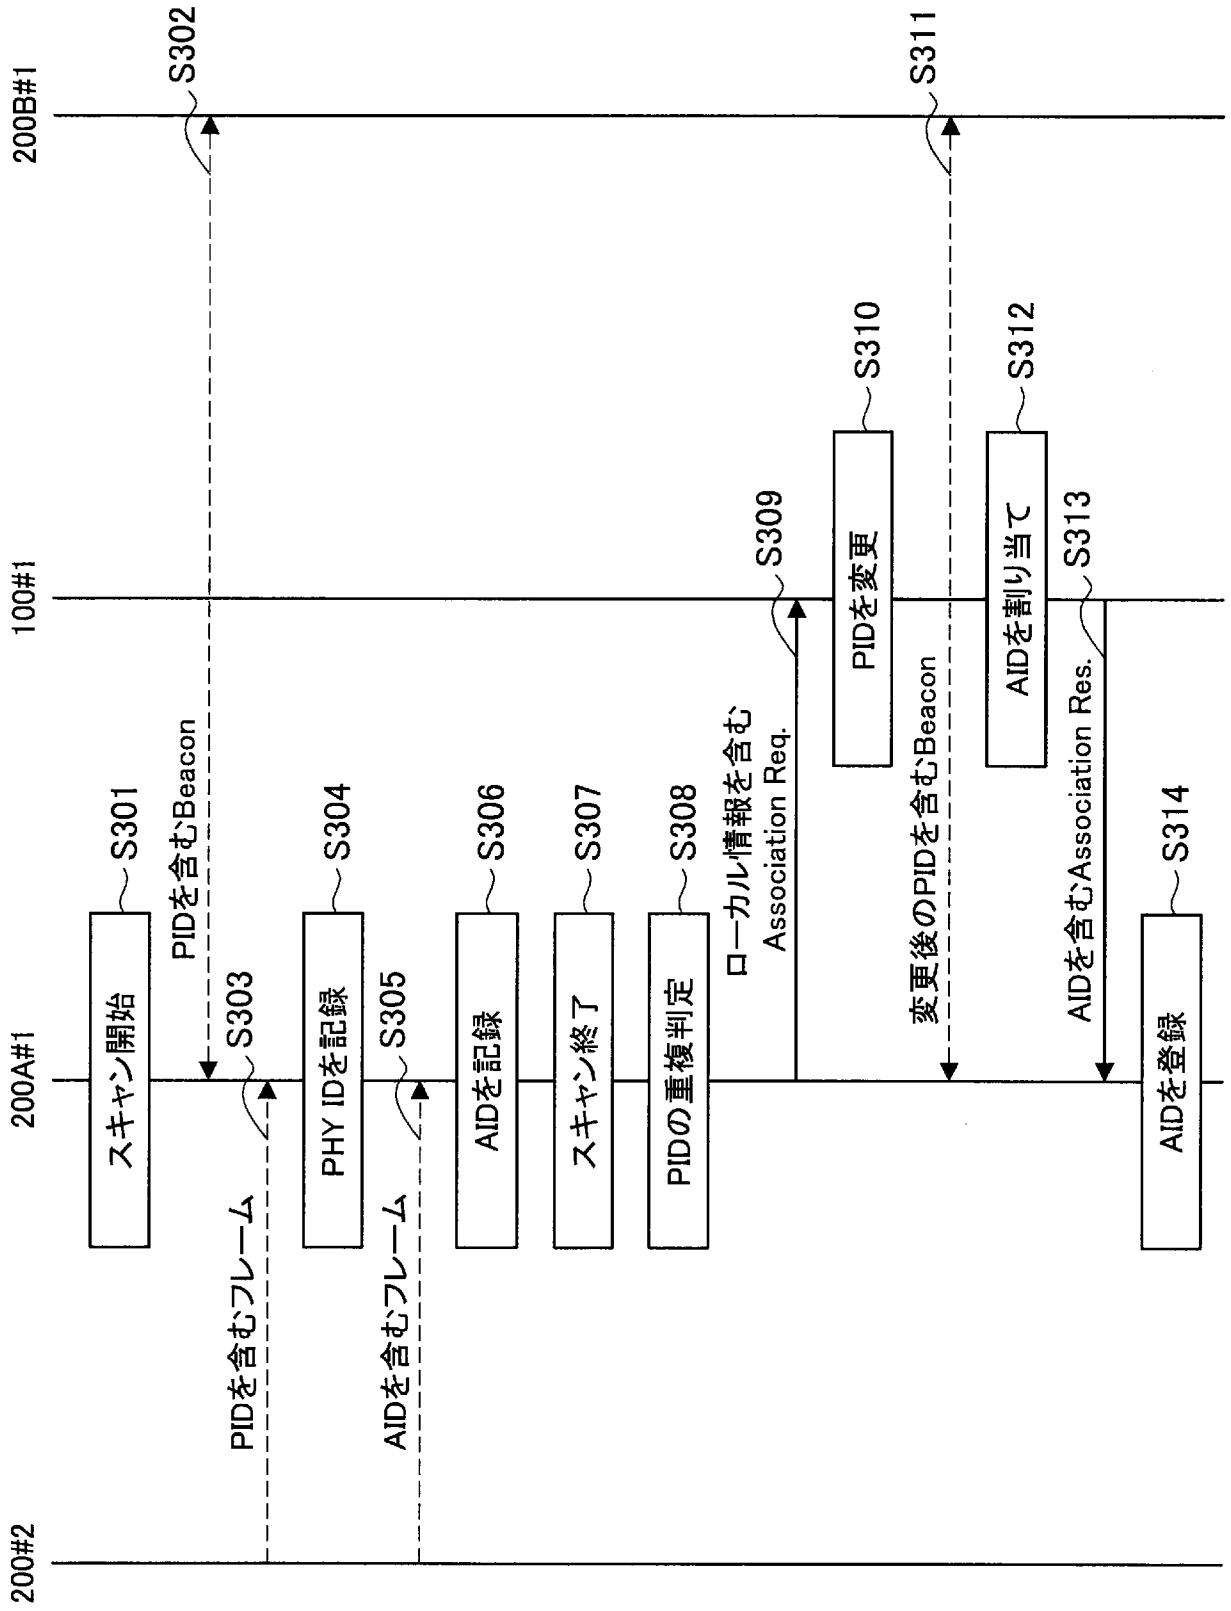 200#2
200A#1
100#1
200B#1
スキャン開始
S301
PIDを含むBeacon
S302
PIDを含むフレーム
S303
PHY IDを記録
S304
AIDを含むフレーム
S305
AIDを記録
S306
スキャン終了
S307
PIDの重複判定
S308
ローカル情報を含む
Association Req.
S309
PIDを変更
S310
変更後のPIDを含むBeacon
S311
AIDを割り当て
S312
AIDを含むAssociation Res.
S313
AIDを登録
S314